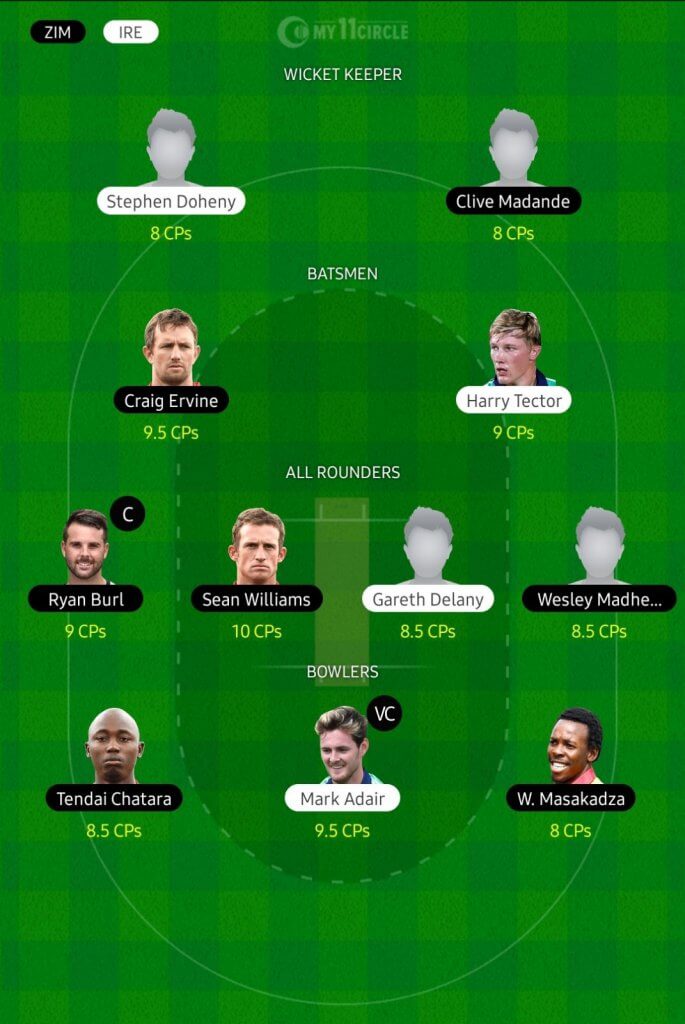 ZIM IRE MY11CIRCLE
WICKET KEEPER
Stephen Doheny Clive Madande
8 CPs 8 CPs
BATSMEN
Craig Ervine Harry Tector
9.5 CPs 9 CPs
ALL ROUNDERS
C
Ryan Burl Sean Williams Gareth Delany Wesley Madhe...
9 CPs 10 CPs 8.5 CPs 8.5 CPs
BOWLERS
VC
Tendai Chatara Mark Adair W. Masakadza
8.5 CPs 9.5 CPs 8 CPs